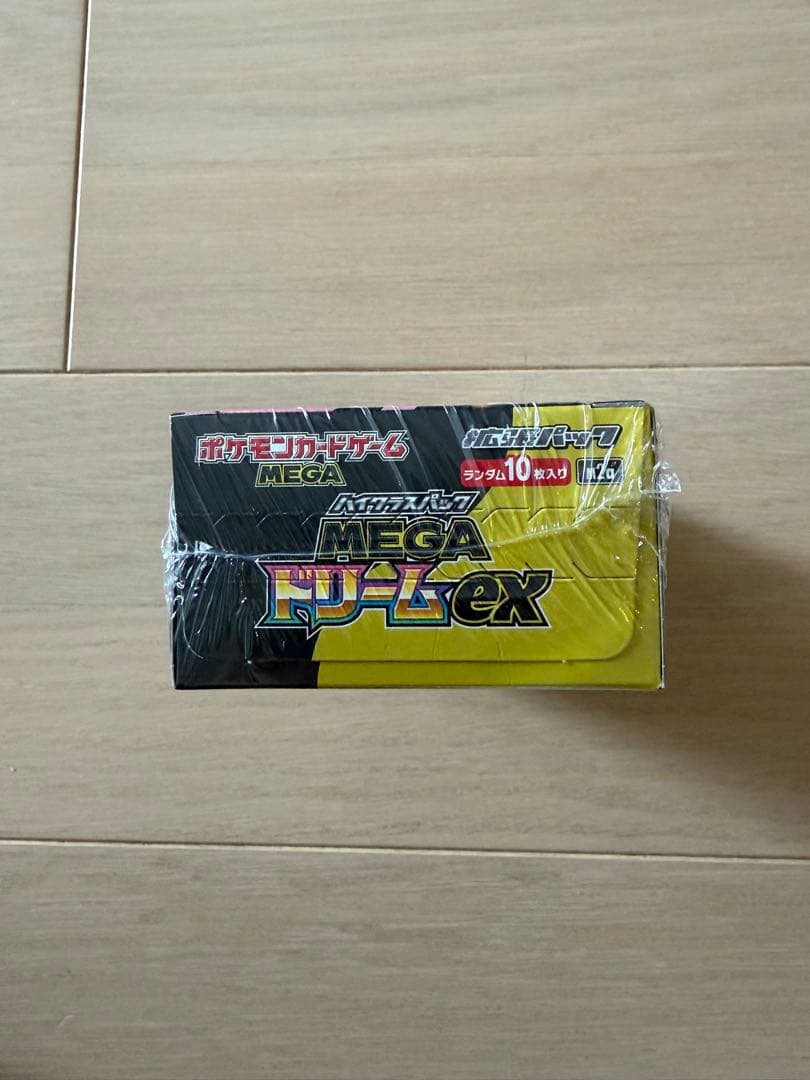 ポケモンカードゲーム
MEGA
拡張パック
ランダム10枚入り
m2a
ハイクラスパック
MEGA
ドリームex